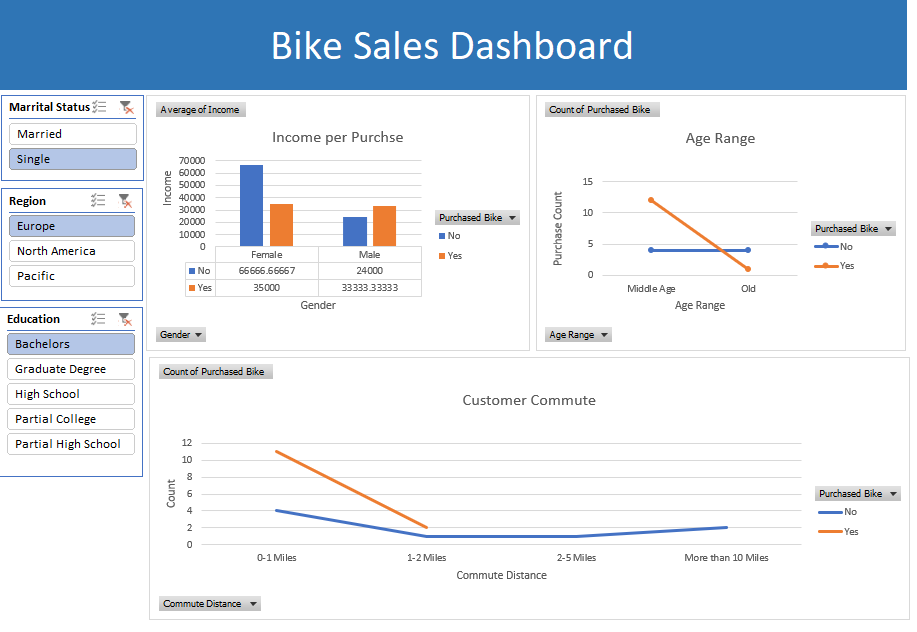 Bike Sales Dashboard
Marrital Status
Married
Single
Region
Europe
North America
Pacific
Education
Bachelors
Graduate Degree
High School
Partial College
Partial High School
Average of Income
Income per Purchse
Income
70000
60000
50000
40000
30000
20000
10000
0
Female Male
No 66666.66667 24000
Yes 35000 33333.33333
Gender
Purchased Bike
No
Yes
Gender
Count of Purchased Bike
Age Range
Purchase Count
15
10
5
0
Middle Age Old
Age Range
Purchased Bike
No
Yes
Age Range
Count of Purchased Bike
Customer Commute
Count
12
10
8
6
4
2
0
0-1 Miles 1-2 Miles 2-5 Miles More than 10 Miles
Commute Distance
Purchased Bike
No
Yes
Commute Distance